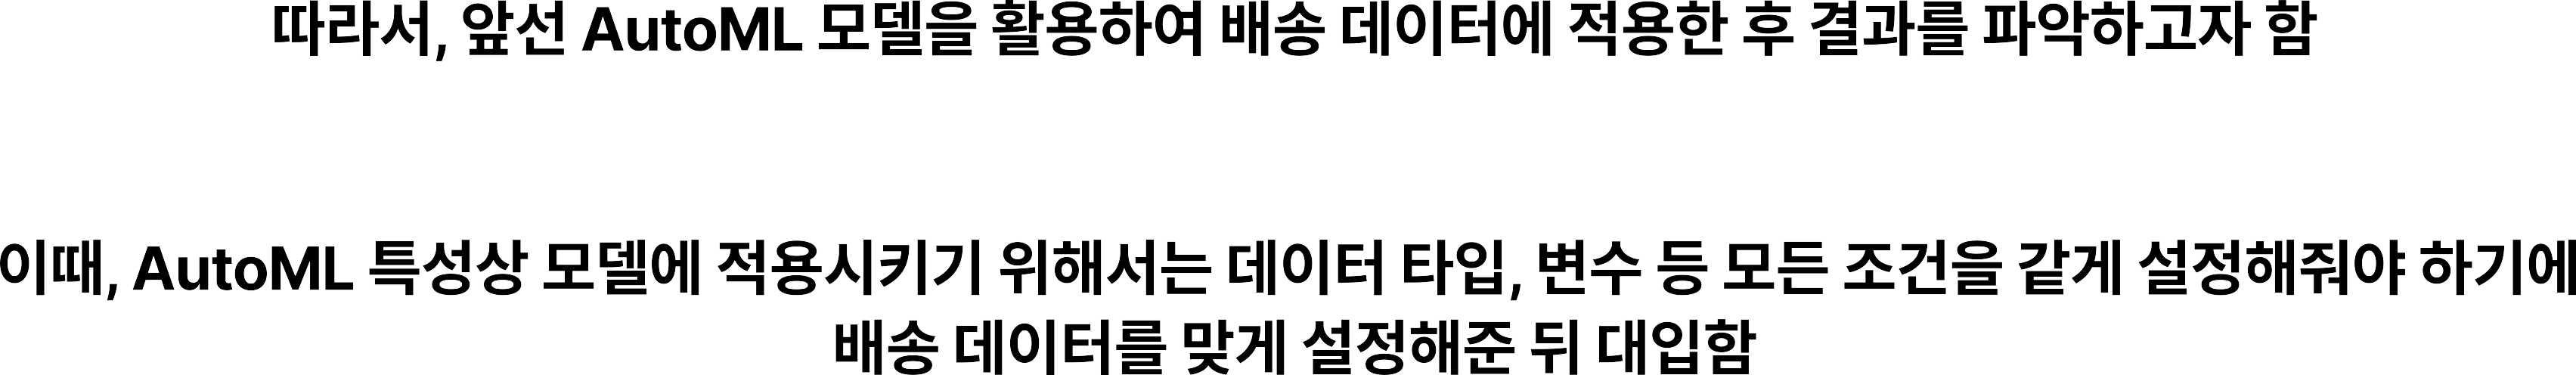 따라서, 앞선 AutoML 모델을 활용하여 배송 데이터에 적용한 후 결과를 파악하고자 함
이때, AutoML 특성상 모델에 적용시키기 위해서는 데이터 타입, 변수 등 모든 조건을 같게 설정해줘야 하기에
배송 데이터를 맞게 설정해준 뒤 대입함